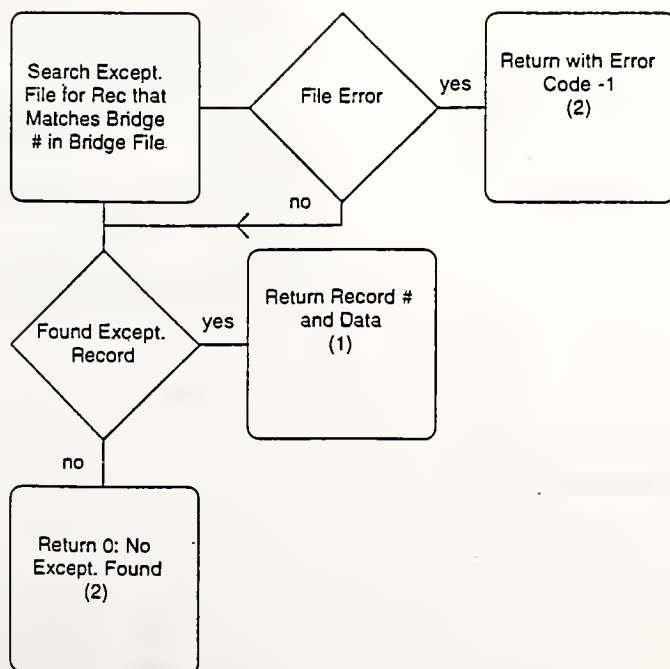 Search Except.
File for Rec that
Matches Bridge
# in Bridge File
File Error
yes
Return with Error
Code -1
(2)
no
Found Except.
Record
yes
Return Record #
and Data
(1)
no
Return 0: No
Except. Found
(2)